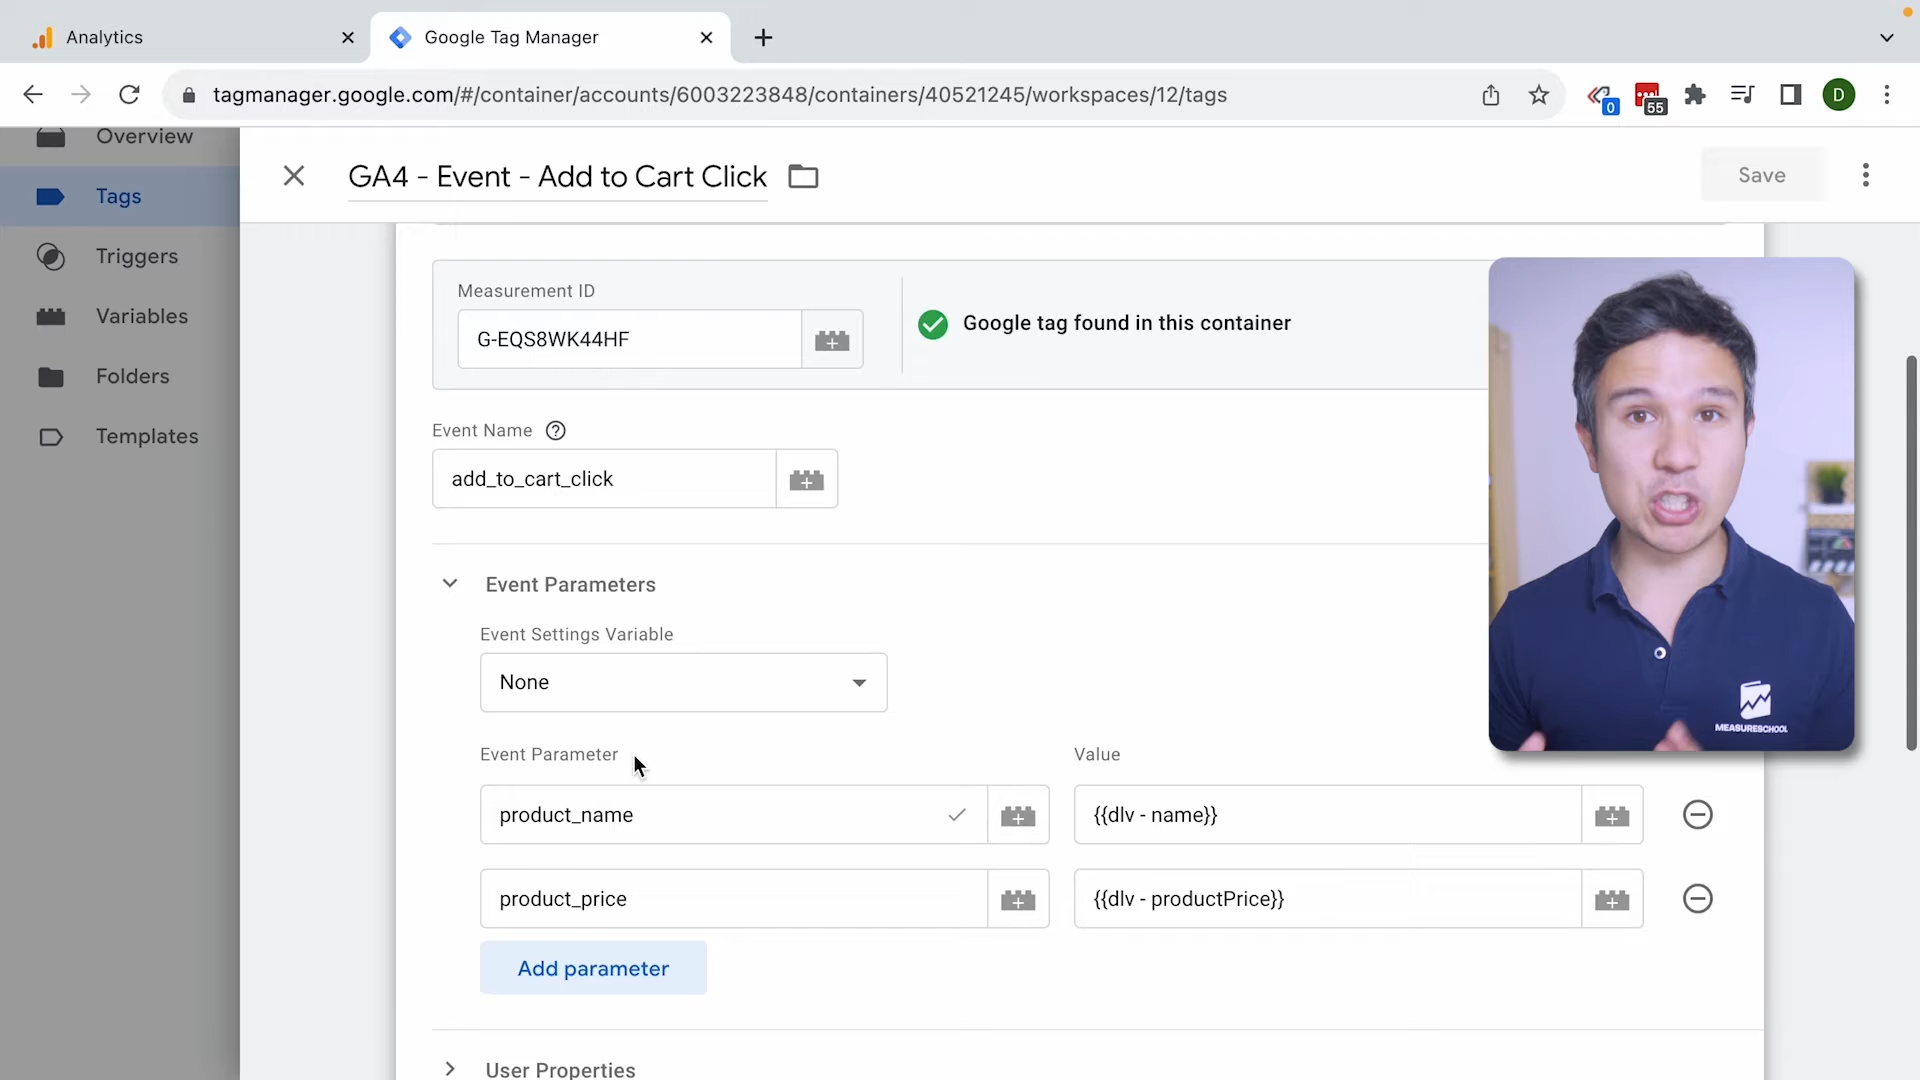 Analytics
Google Tag Manager
tagmanager.google.com/#/container/accounts/6003223848/containers/40521245/workspaces/12/tags
0
55
D
Overview
GA4 - Event - Add to Cart Click
Save
Tags
Triggers
Variables
Folders
Templates
Measurement ID
G-EQS8WK44HF
Google tag found in this container
Event Name
add_to_cart_click
Event Parameters
Event Settings Variable
None
MEASURESCHOOL
Event Parameter
Value
product_name
{{dlv - name}}
product_price
{{dlv - productPrice}}
Add parameter
User Properties